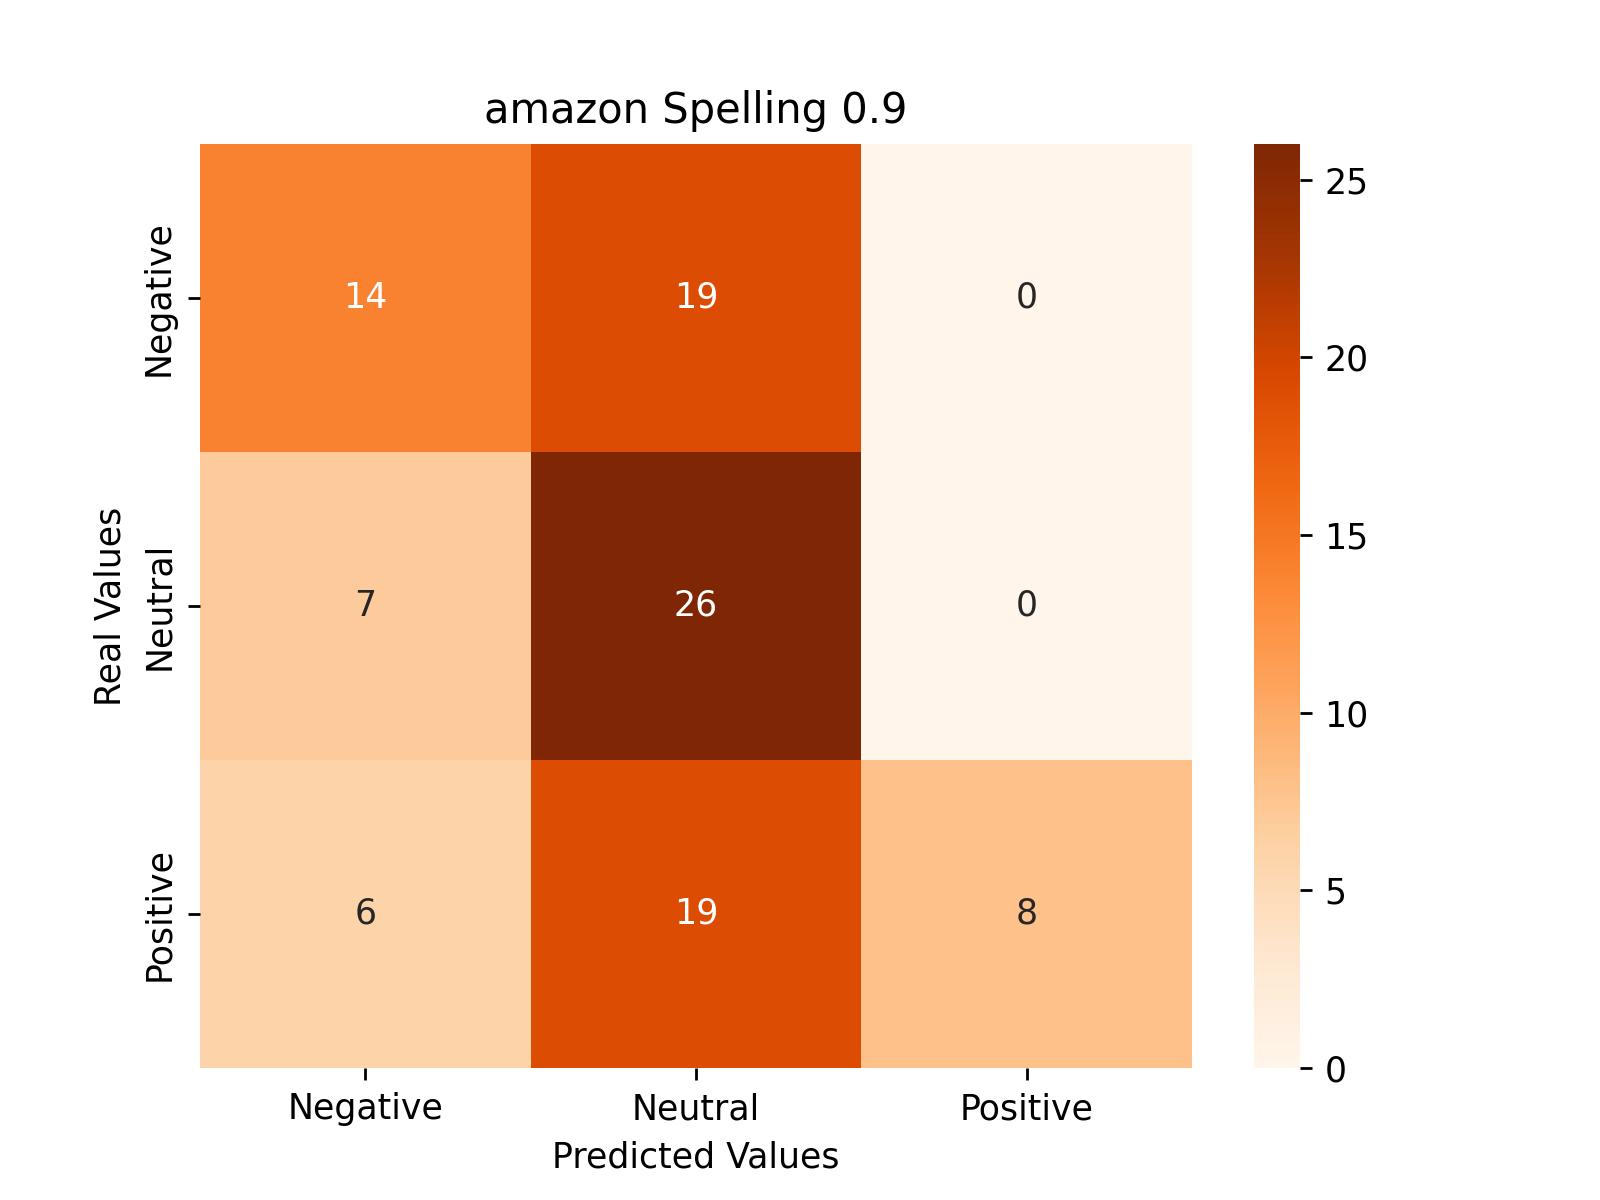 amazon Spelling 0.9
Real Values
Negative
14 19 0
Neutral
7 26 0
Positive
6 19 8
Negative Neutral Positive
Predicted Values
25
20
15
10
5
0